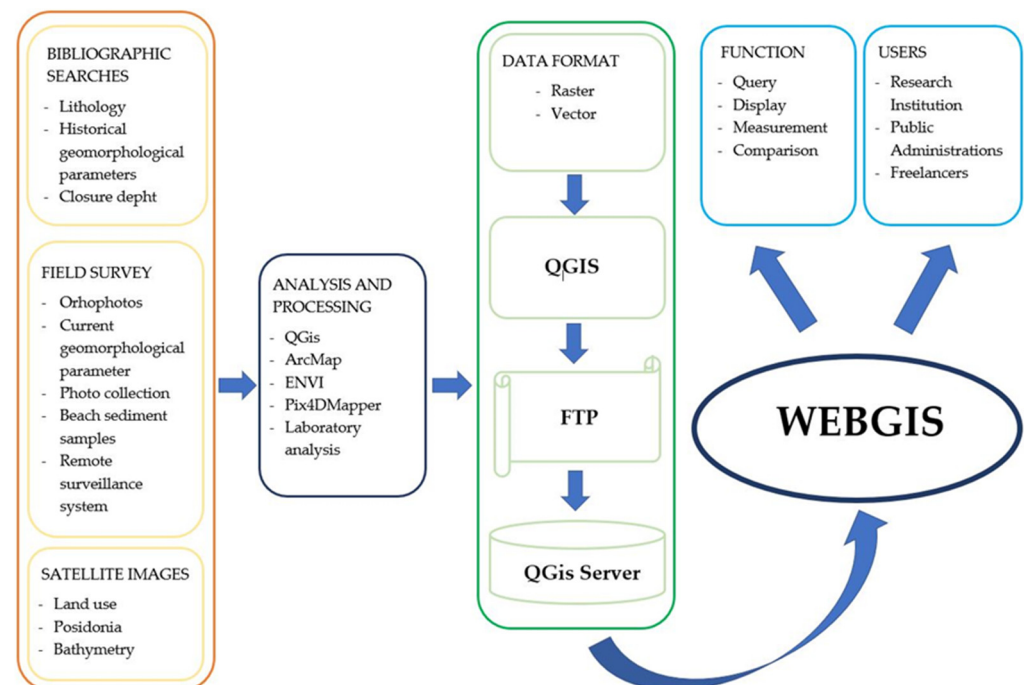 BIBLIOGRAPHIC
SEARCHES
- Lithology
- Historical
geomorphological
parameters
- Closure depht
FIELD SURVEY
- Orhophotos
- Current
geomorphological
parameter
- Photo collection
- Beach sediment
samples
- Remote
surveillance
system
SATELLITE IMAGES
- Land use
- Posidonia
- Bathymetry
ANALYSIS AND
PROCESSING
- QGis
- ArcMap
- ENVI
- Pix4DMapper
- Laboratory
analysis
DATA FORMAT
- Raster
- Vector
QGIS
FTP
QGis Server
FUNCTION
- Query
- Display
- Measurement
- Comparison
USERS
- Research
Institution
- Public
Administrations
- Freelancers
WEBGIS